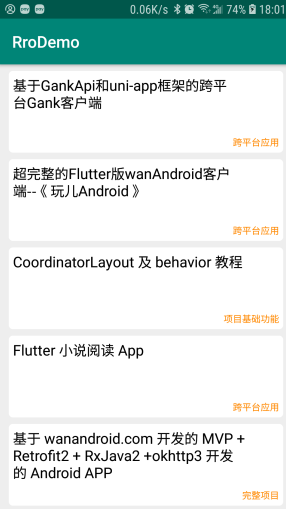 0.06K/s 74% 18:01
RroDemo
基于GankApi和uni-app框架的跨平
台Gank客户端
跨平台应用
超完整的Flutter版wanAndroid客户
端--《 玩儿Android 》
跨平台应用
CoordinatorLayout 及 behavior 教程
项目基础功能
Flutter 小说阅读 App
跨平台应用
基于 wanandroid.com 开发的 MVP +
Retrofit2 + RxJava2 +okhttp3 开发
的 Android APP
完整项目